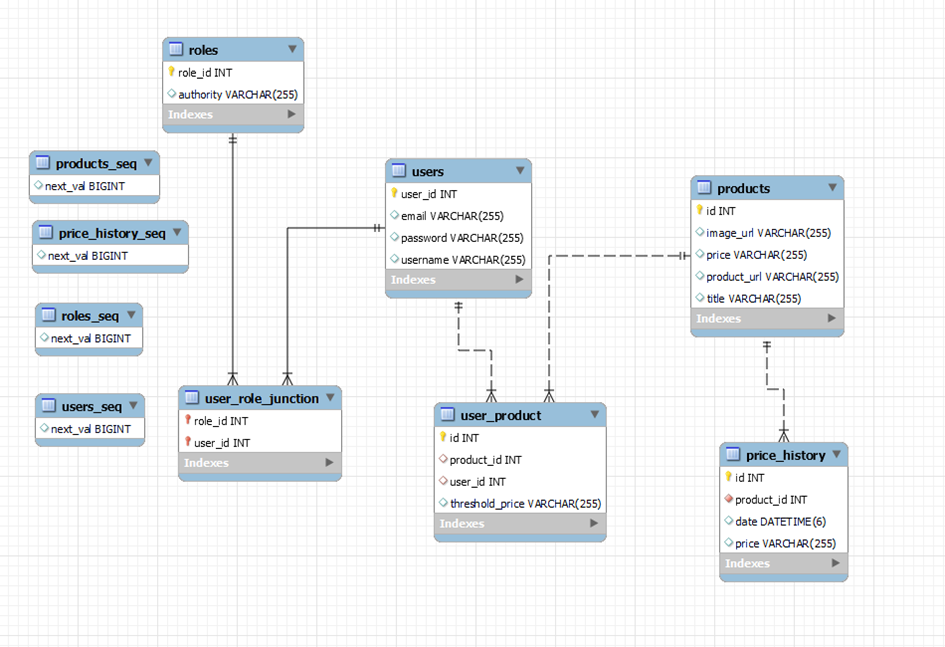 roles
role_id INT
authority VARCHAR(255)
Indexes
products_seq
next_val BIGINT
price_history_seq
next_val BIGINT
roles_seq
next_val BIGINT
users_seq
next_val BIGINT
users
user_id INT
email VARCHAR(255)
password VARCHAR(255)
username VARCHAR(255)
Indexes
products
id INT
image_url VARCHAR(255)
price VARCHAR(255)
product_url VARCHAR(255)
title VARCHAR(255)
Indexes
user_role_junction
role_id INT
user_id INT
Indexes
user_product
id INT
product_id INT
user_id INT
threshold_price VARCHAR(255)
Indexes
price_history
id INT
product_id INT
date DATETIME(6)
price VARCHAR(255)
Indexes